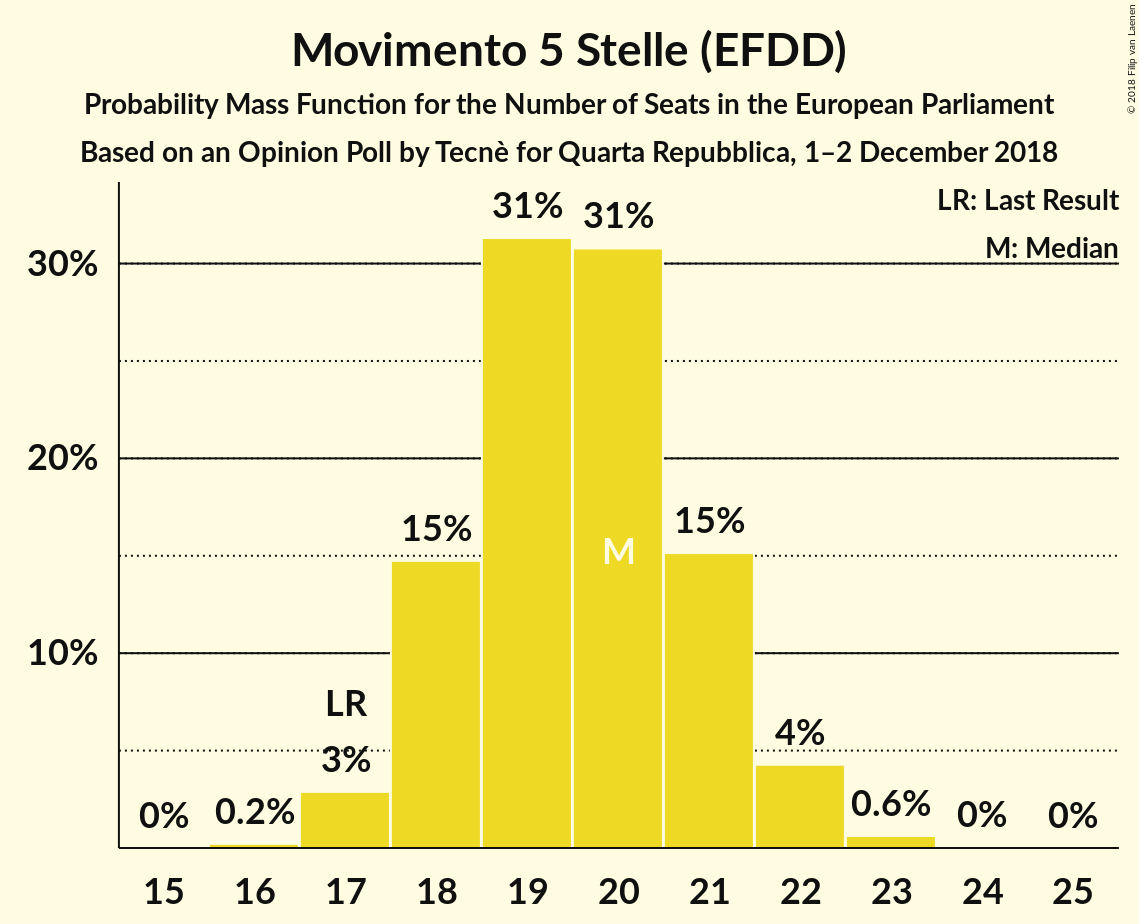 Movimento 5 Stelle (EFDD)
Probability Mass Function for the Number of Seats in the European Parliament
Based on an Opinion Poll by Tecnè for Quarta Repubblica, 1–2 December 2018
© 2018 Filip van Laenen
LR: Last Result
M: Median
31% 31%
30%
20%
15% 15%
M
10%
LR
3% 4%
0% 0.2% 0.6% 0% 0%
15 16 17 18 19 20 21 22 23 24 25